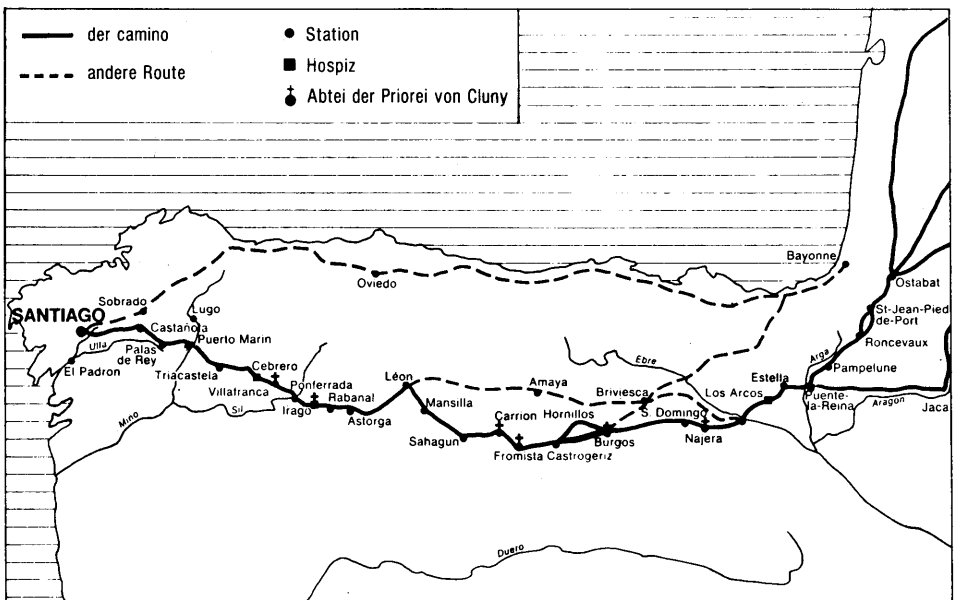 der camino
andere Route
Station
Hospiz
Abtei der Priorei von Cluny
Bayonne
Oviedo
Ostabat
Sobrado
SANTIAGO
Lugo
St-Jean-Pied
de-Port
Castañola
Ulla
Puerto Marin
Roncevaux
Palas
de Rey
El Padron
Arga
Ebre
Pampelune
Cebrero
Triacastela
Léon
Estella
Amaya
Villafranca
Ponferrada
Briviesca
Los Arcos
Puente-
la-Reina
Rabanal
Mansilla
Aragon
Jaca
Sil
Irago
Carrion
Hornillos
S. Domingo
Mino
Astorga
Sahagun
Burgos
Najera
Fromista
Castrogeriz
Duero